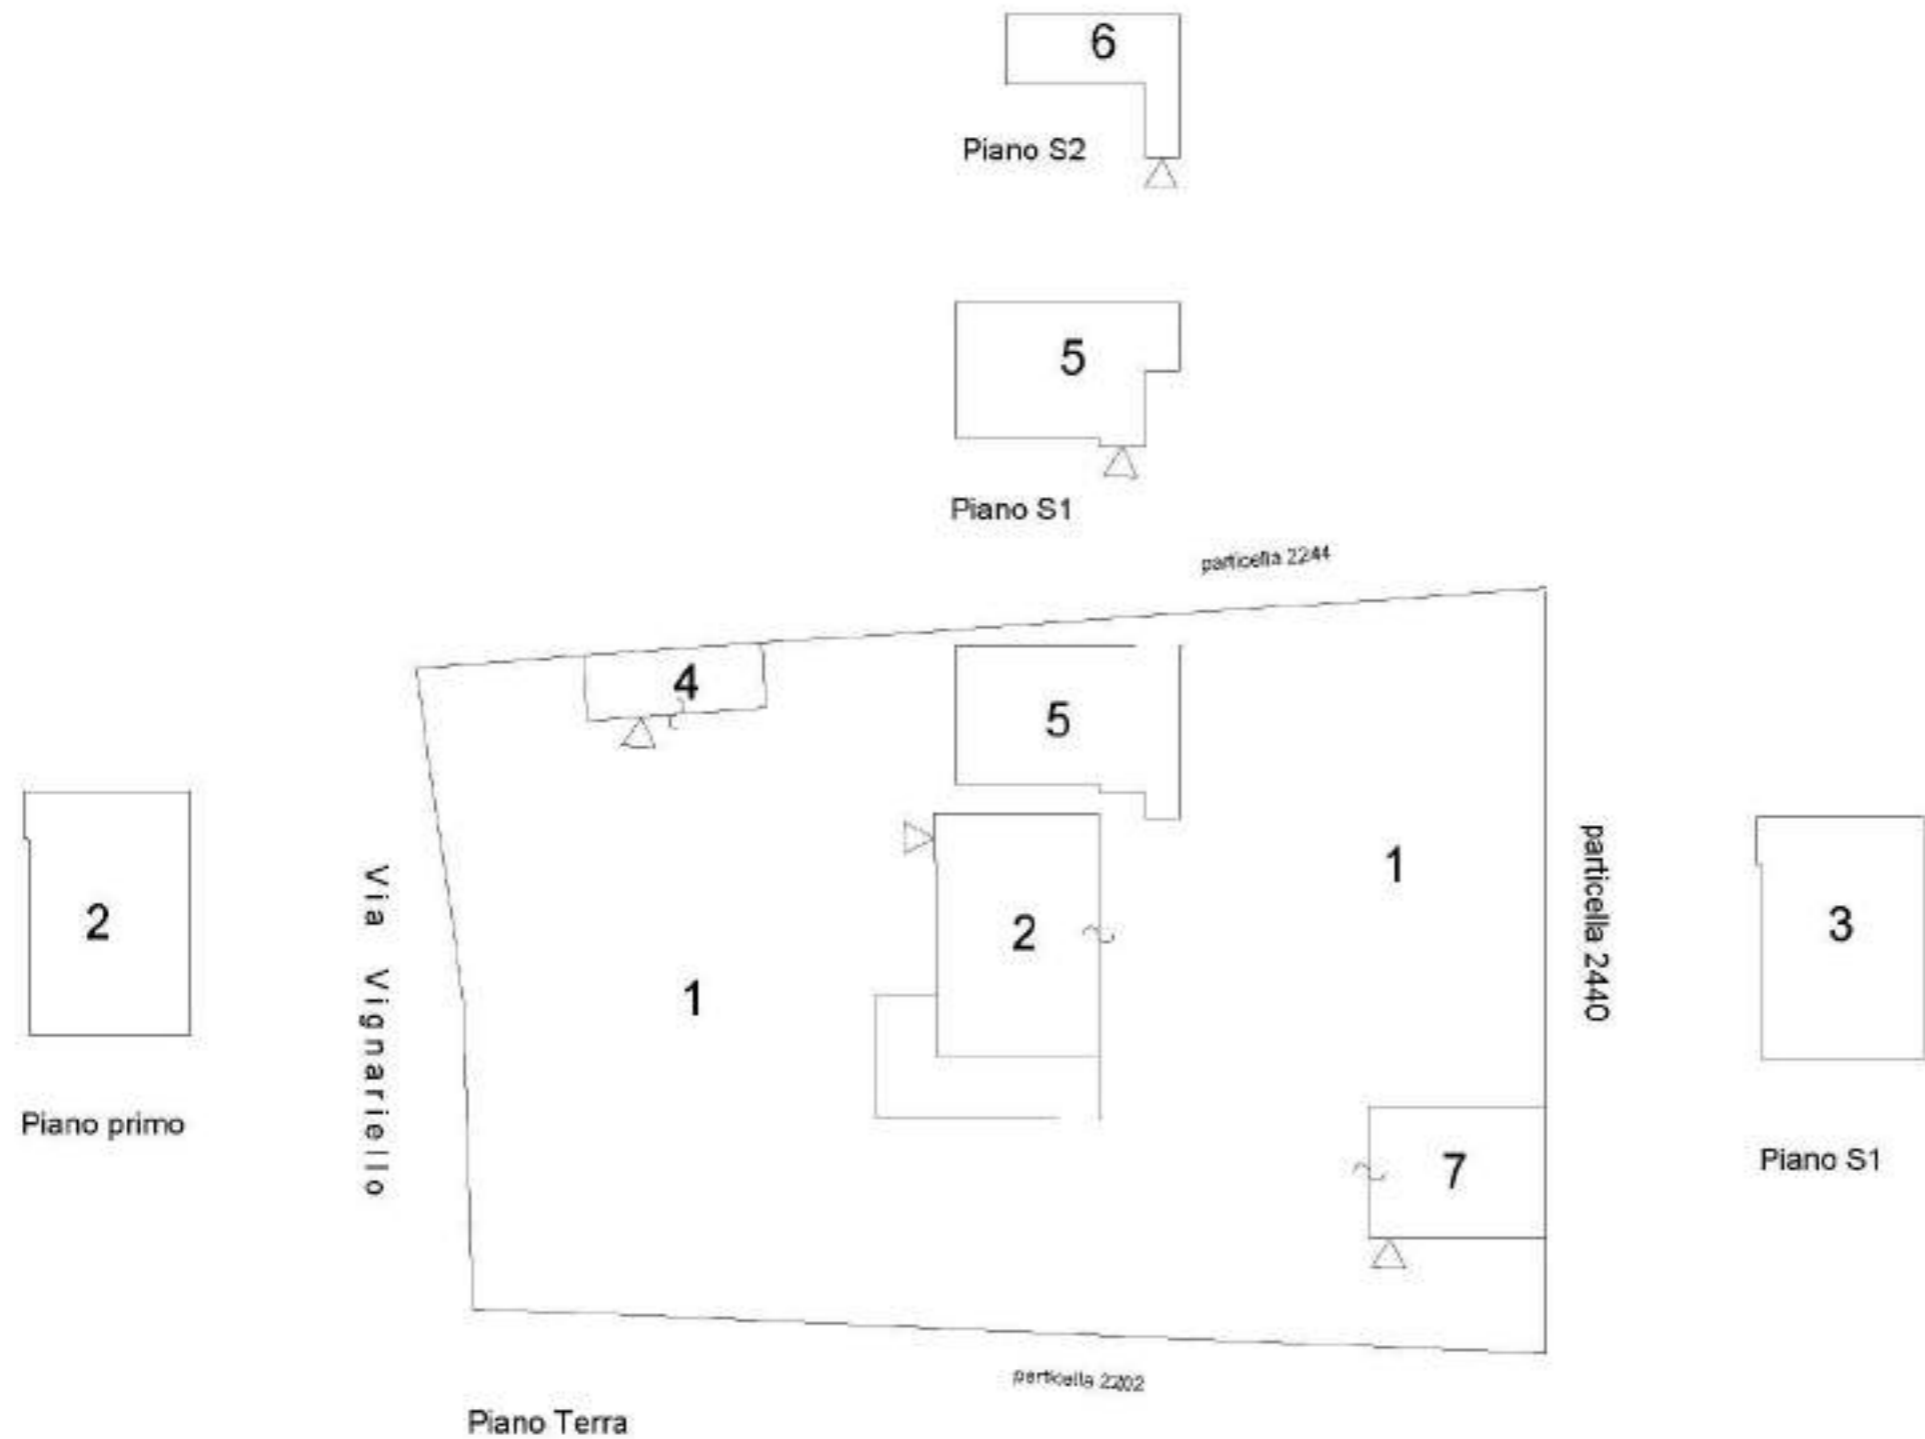 6
Piano S2
5
Piano S1
particella 2244
4
5
2
Piano primo
Via Vignariello
1
2
1
particella 2440
3
Piano S1
7
particella 2202
Piano Terra